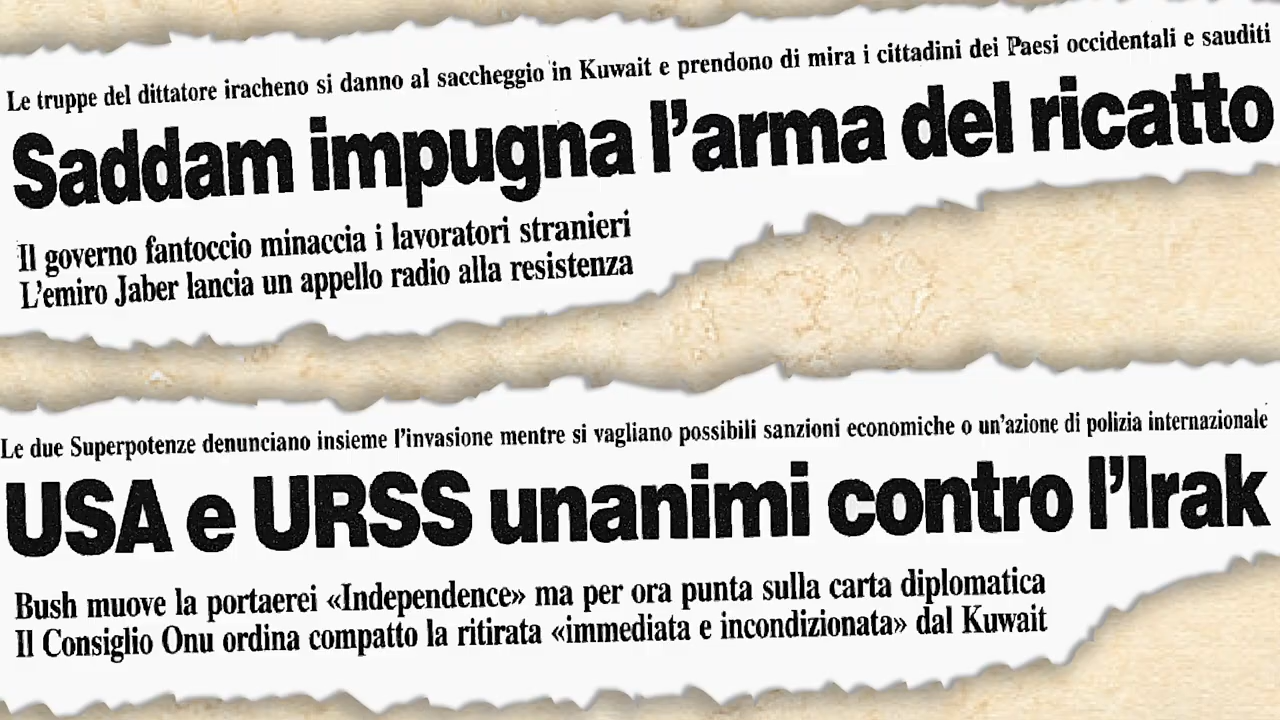 Le truppe del dittatore iracheno si danno al saccheggio in Kuwait e prendono di mira i cittadini dei Paesi occidentali e sauditi
Saddam impugna l'arma del ricatto
Il governo fantoccio minaccia i lavoratori stranieri
L'emiro Jaber lancia un appello radio alla resistenza
Le due Superpotenze denunciano insieme l'invasione mentre si vagliano possibili sanzioni economiche o un'azione di polizia internazionale
USA e URSS unanimi contro l'Irak
Bush muove la portaerei «Independence» ma per ora punta sulla carta diplomatica
Il Consiglio Onu ordina compatto la ritirata «immediata e incondizionata» dal Kuwait